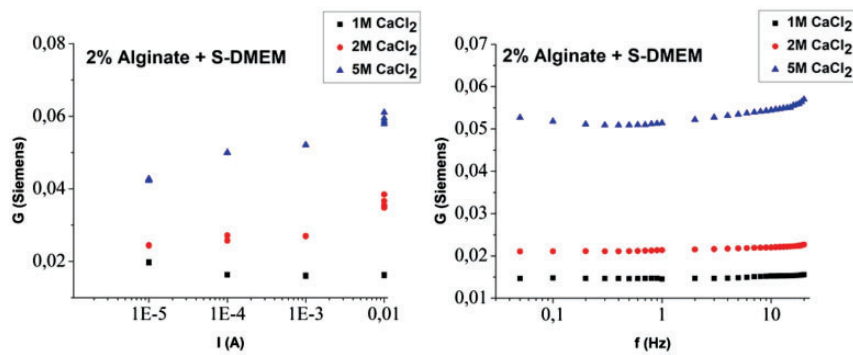 2% Alginate + S-DMEM
1M CaCl2
2M CaCl2
5M CaCl2
0,08
0,06
0,04
0,02
G (Siemens)
1E-5 1E-4 1E-3 0,01
I (A)
2% Alginate + S-DMEM
1M CaCl2
2M CaCl2
5M CaCl2
0,07
0,06
0,05
0,04
0,03
0,02
0,01
G (Siemens)
0,1 1 10
f (Hz)